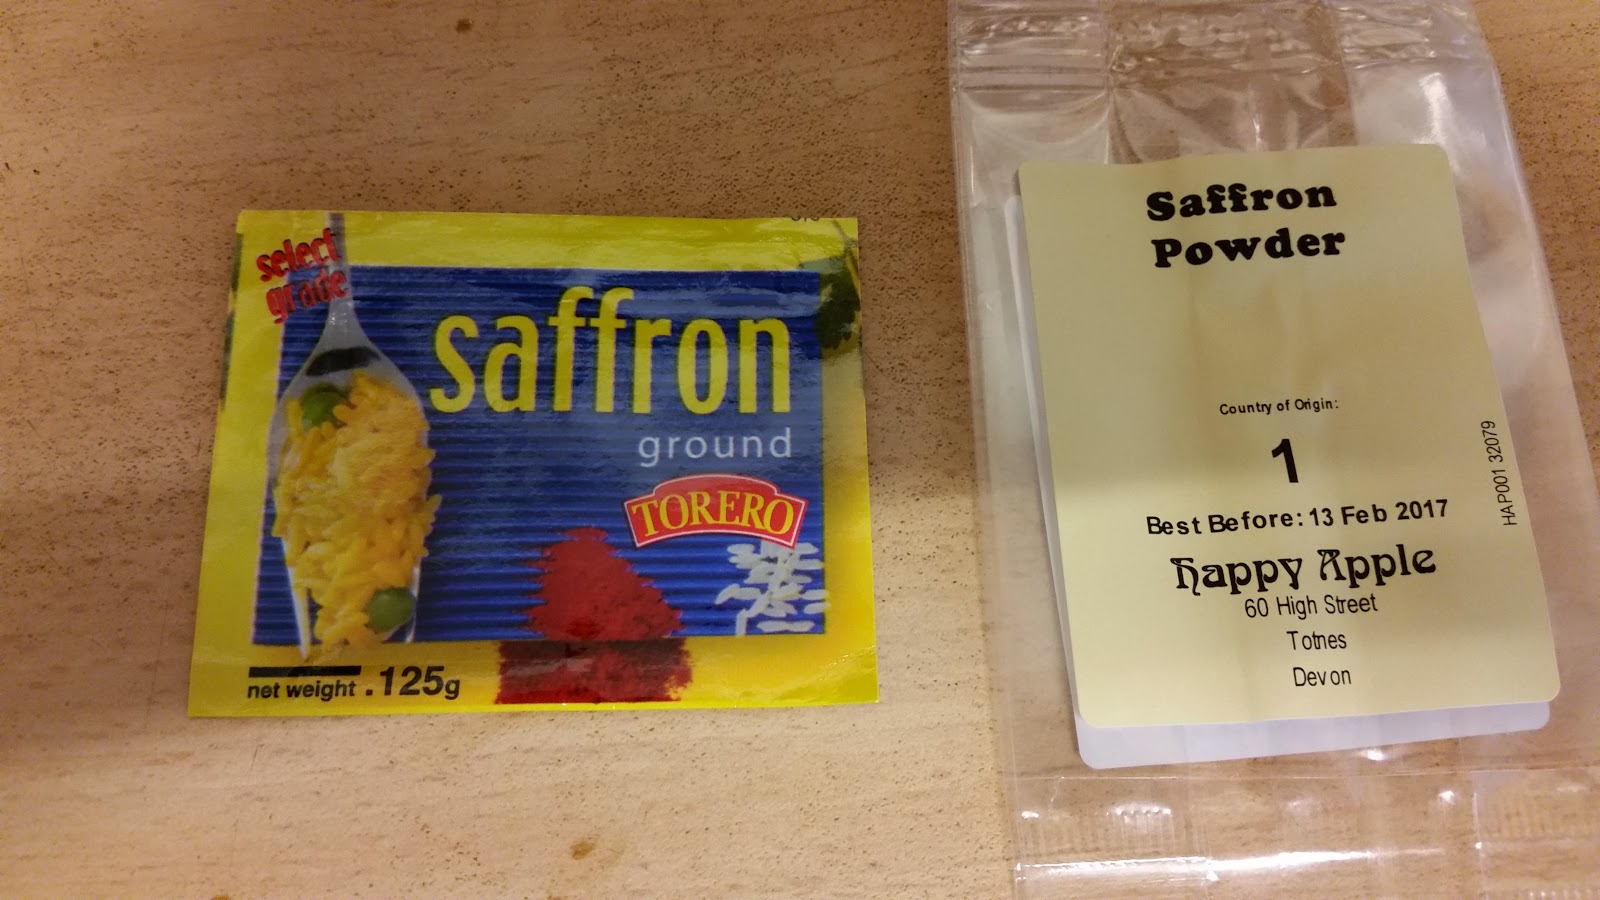 select
grade
saffron
ground
TORERO
net weight .125g
Saffron
Powder
Country of Origin:
1
Best Before: 13 Feb 2017
Happy Apple
60 High Street
Totnes
Devon
HAP001 32079